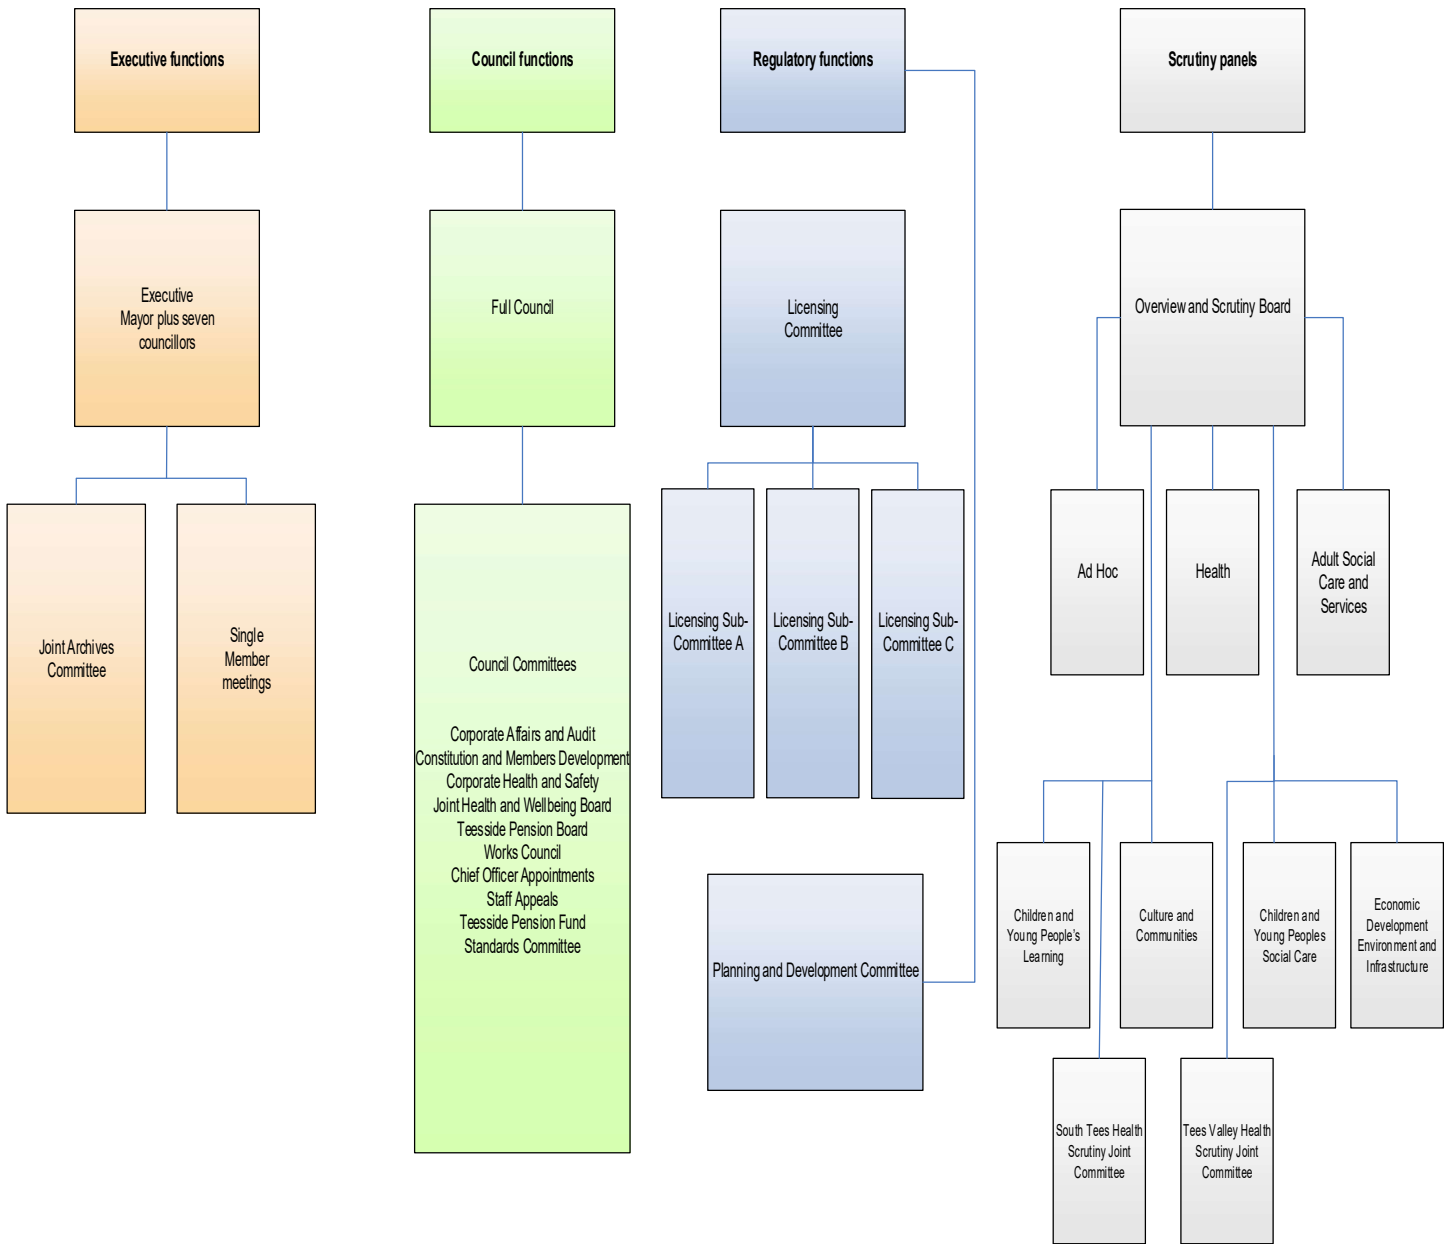 Executive functions
Council functions
Regulatory functions
Scrutiny panels
Executive
Mayor plus seven
councillors
Full Council
Licensing
Committee
Overview and Scrutiny Board
Joint Archives
Committee
Single
Member
meetings
Council Committees
Corporate Affairs and Audit
Constitution and Members Development
Corporate Health and Safety
Joint Health and Wellbeing Board
Teesside Pension Board
Works Council
Chief Officer Appointments
Staff Appeals
Teesside Pension Fund
Standards Committee
Licensing Sub-
Committee A
Licensing Sub-
Committee B
Licensing Sub-
Committee C
Planning and Development Committee
Ad Hoc
Health
Adult Social
Care and
Services
Children and
Young People's
Learning
Culture and
Communities
Children and
Young Peoples
Social Care
Economic
Development
Environment and
Infrastructure
South Tees Health
Scrutiny Joint
Committee
Tees Valley Health
Scrutiny Joint
Committee